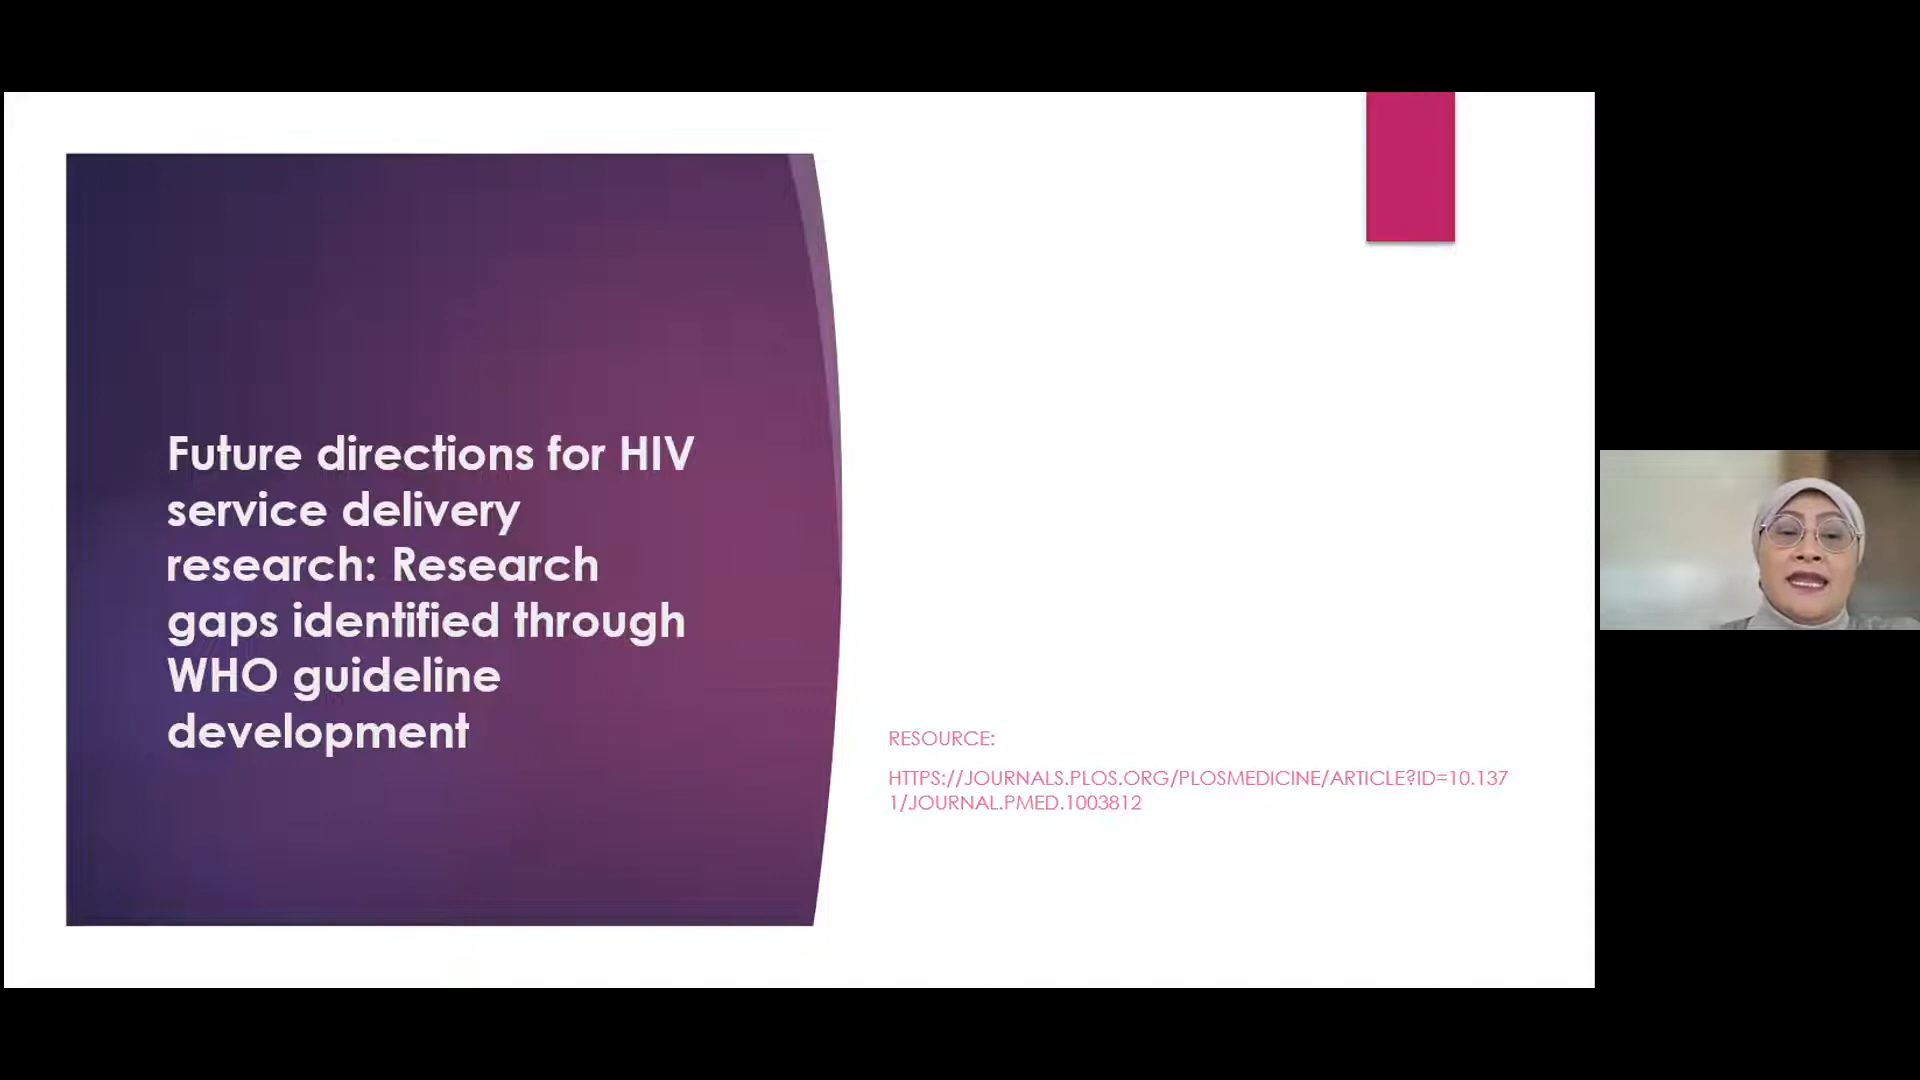 Future directions for HIV
service delivery
research: Research
gaps identified through
WHO guideline
development
RESOURCE:
HTTPS://JOURNALS.PLOS.ORG/PLOSMEDICINE/ARTICLE?ID=10.137
1/JOURNAL.PMED.1003812